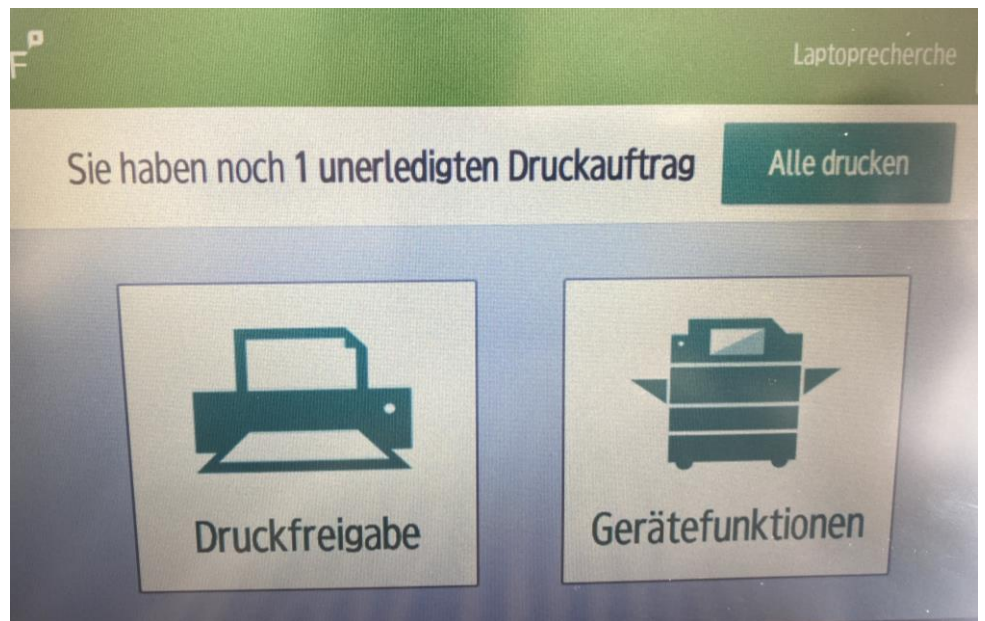 F
Laptoprecherche
Sie haben noch 1 unerledigten Druckauftrag
Alle drucken
Druckfreigabe
Gerätefunktionen